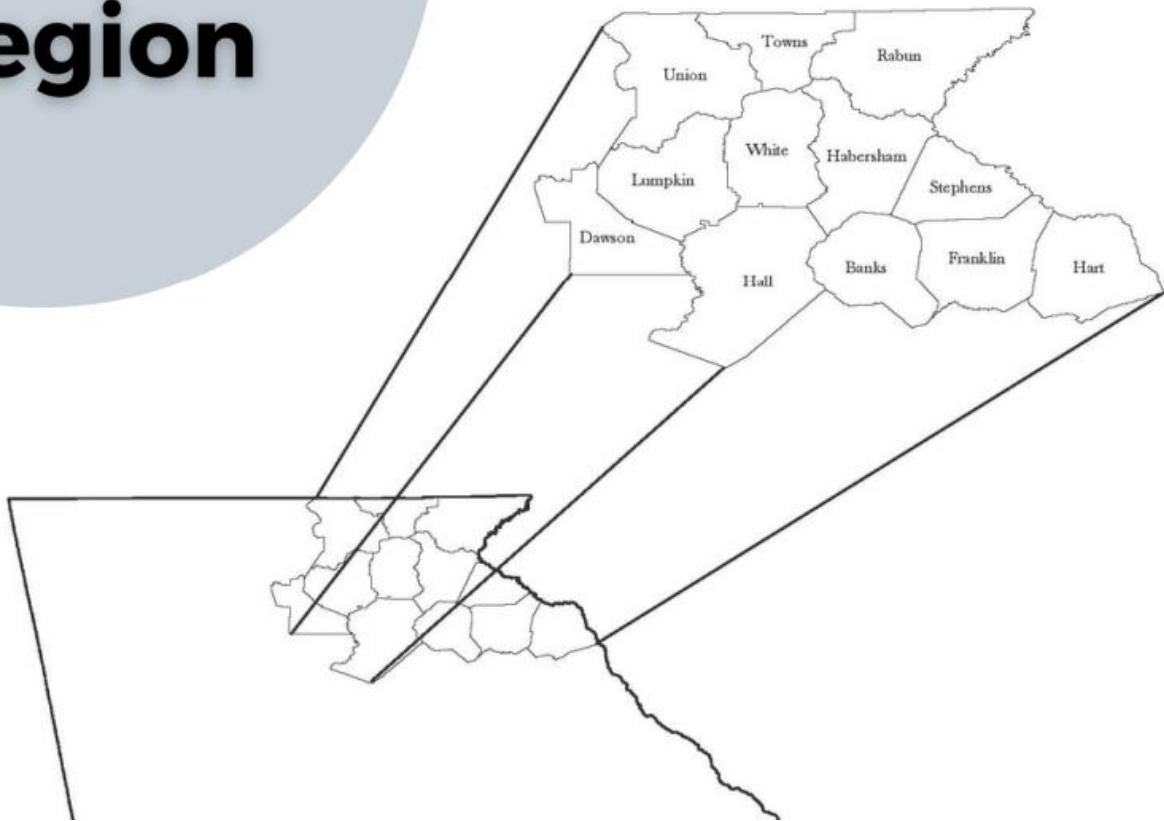 egion
Towns
Rabun
Union
White
Habersham
Lumpkin
Stephens
Dawson
Franklin
Banks
Hart
Hall